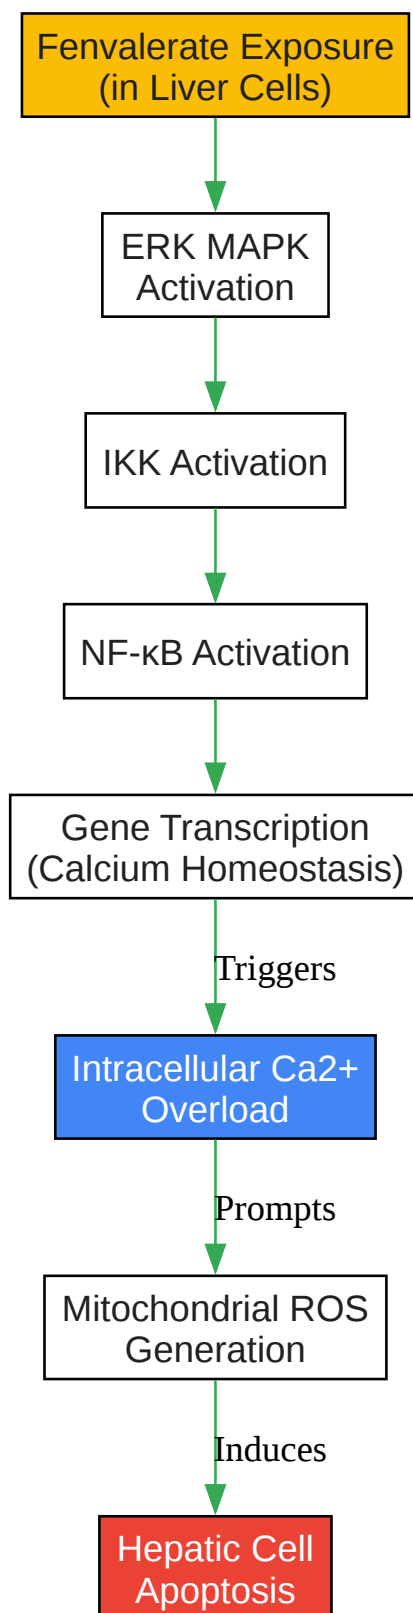 Fenvalerate Exposure
(in Liver Cells)
ERK MAPK
Activation
IKK Activation
NF-κB Activation
Gene Transcription
(Calcium Homeostasis)
Triggers
Intracellular Ca2+
Overload
Prompts
Mitochondrial ROS
Generation
Induces
Hepatic Cell
Apoptosis